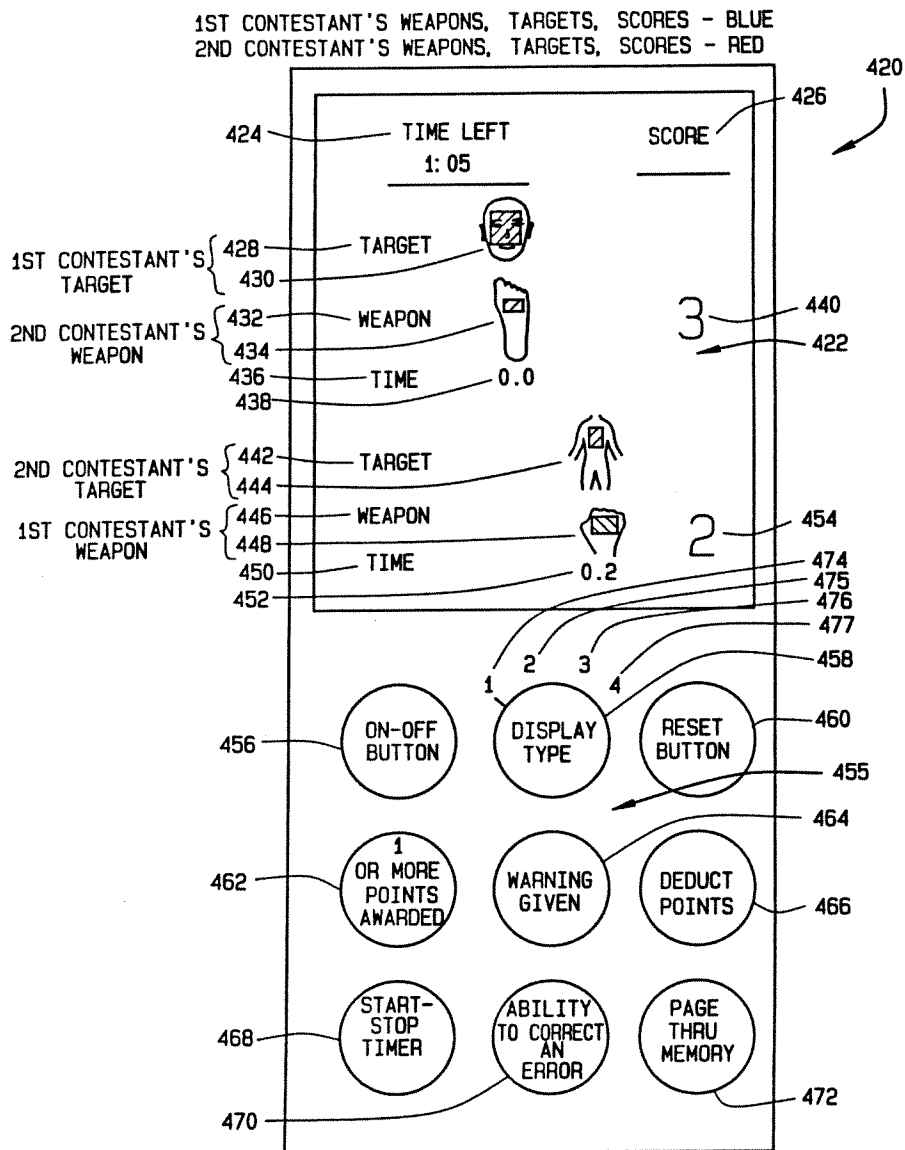 1ST CONTESTANT'S WEAPONS, TARGETS, SCORES - BLUE
2ND CONTESTANT'S WEAPONS, TARGETS, SCORES - RED
420
424
TIME LEFT
1:05
SCORE
426
1ST CONTESTANT'S
TARGET
428
430
TARGET
2ND CONTESTANT'S
WEAPON
432
434
WEAPON
3
440
422
436
438
TIME
0.0
2ND CONTESTANT'S
TARGET
442
444
TARGET
1ST CONTESTANT'S
WEAPON
446
448
WEAPON
2
454
450
452
TIME
0.2
474
475
476
477
458
1
2
3
4
456
ON-OFF
BUTTON
DISPLAY
TYPE
RESET
BUTTON
460
455
464
462
1
OR MORE
POINTS
AWARDED
WARNING
GIVEN
DEDUCT
POINTS
466
468
START-
STOP
TIMER
ABILITY
TO CORRECT
AN
ERROR
PAGE
THRU
MEMORY
470
472